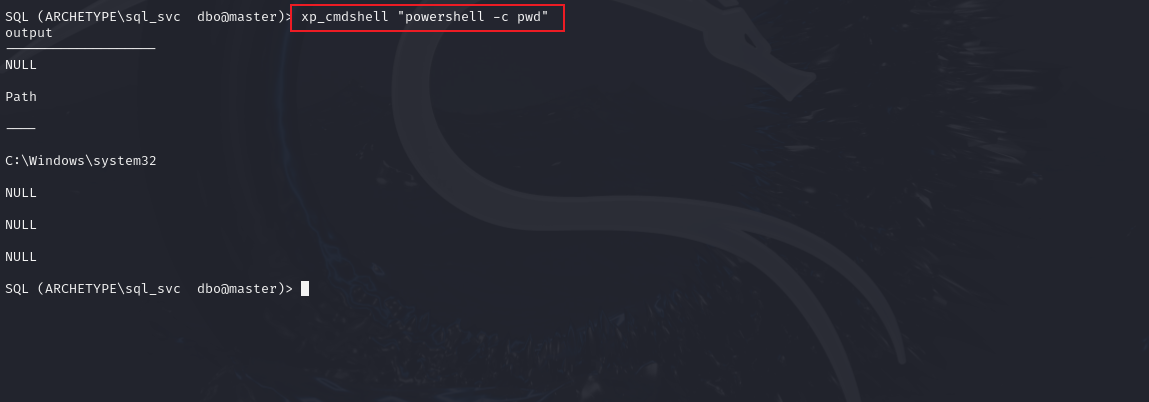 SQL (ARCHETYPE\sql_svc  dbo@master)> xp_cmdshell "powershell -c pwd"
output
-------------------
NULL
Path
----
C:\Windows\system32
NULL
NULL
NULL
SQL (ARCHETYPE\sql_svc  dbo@master)>